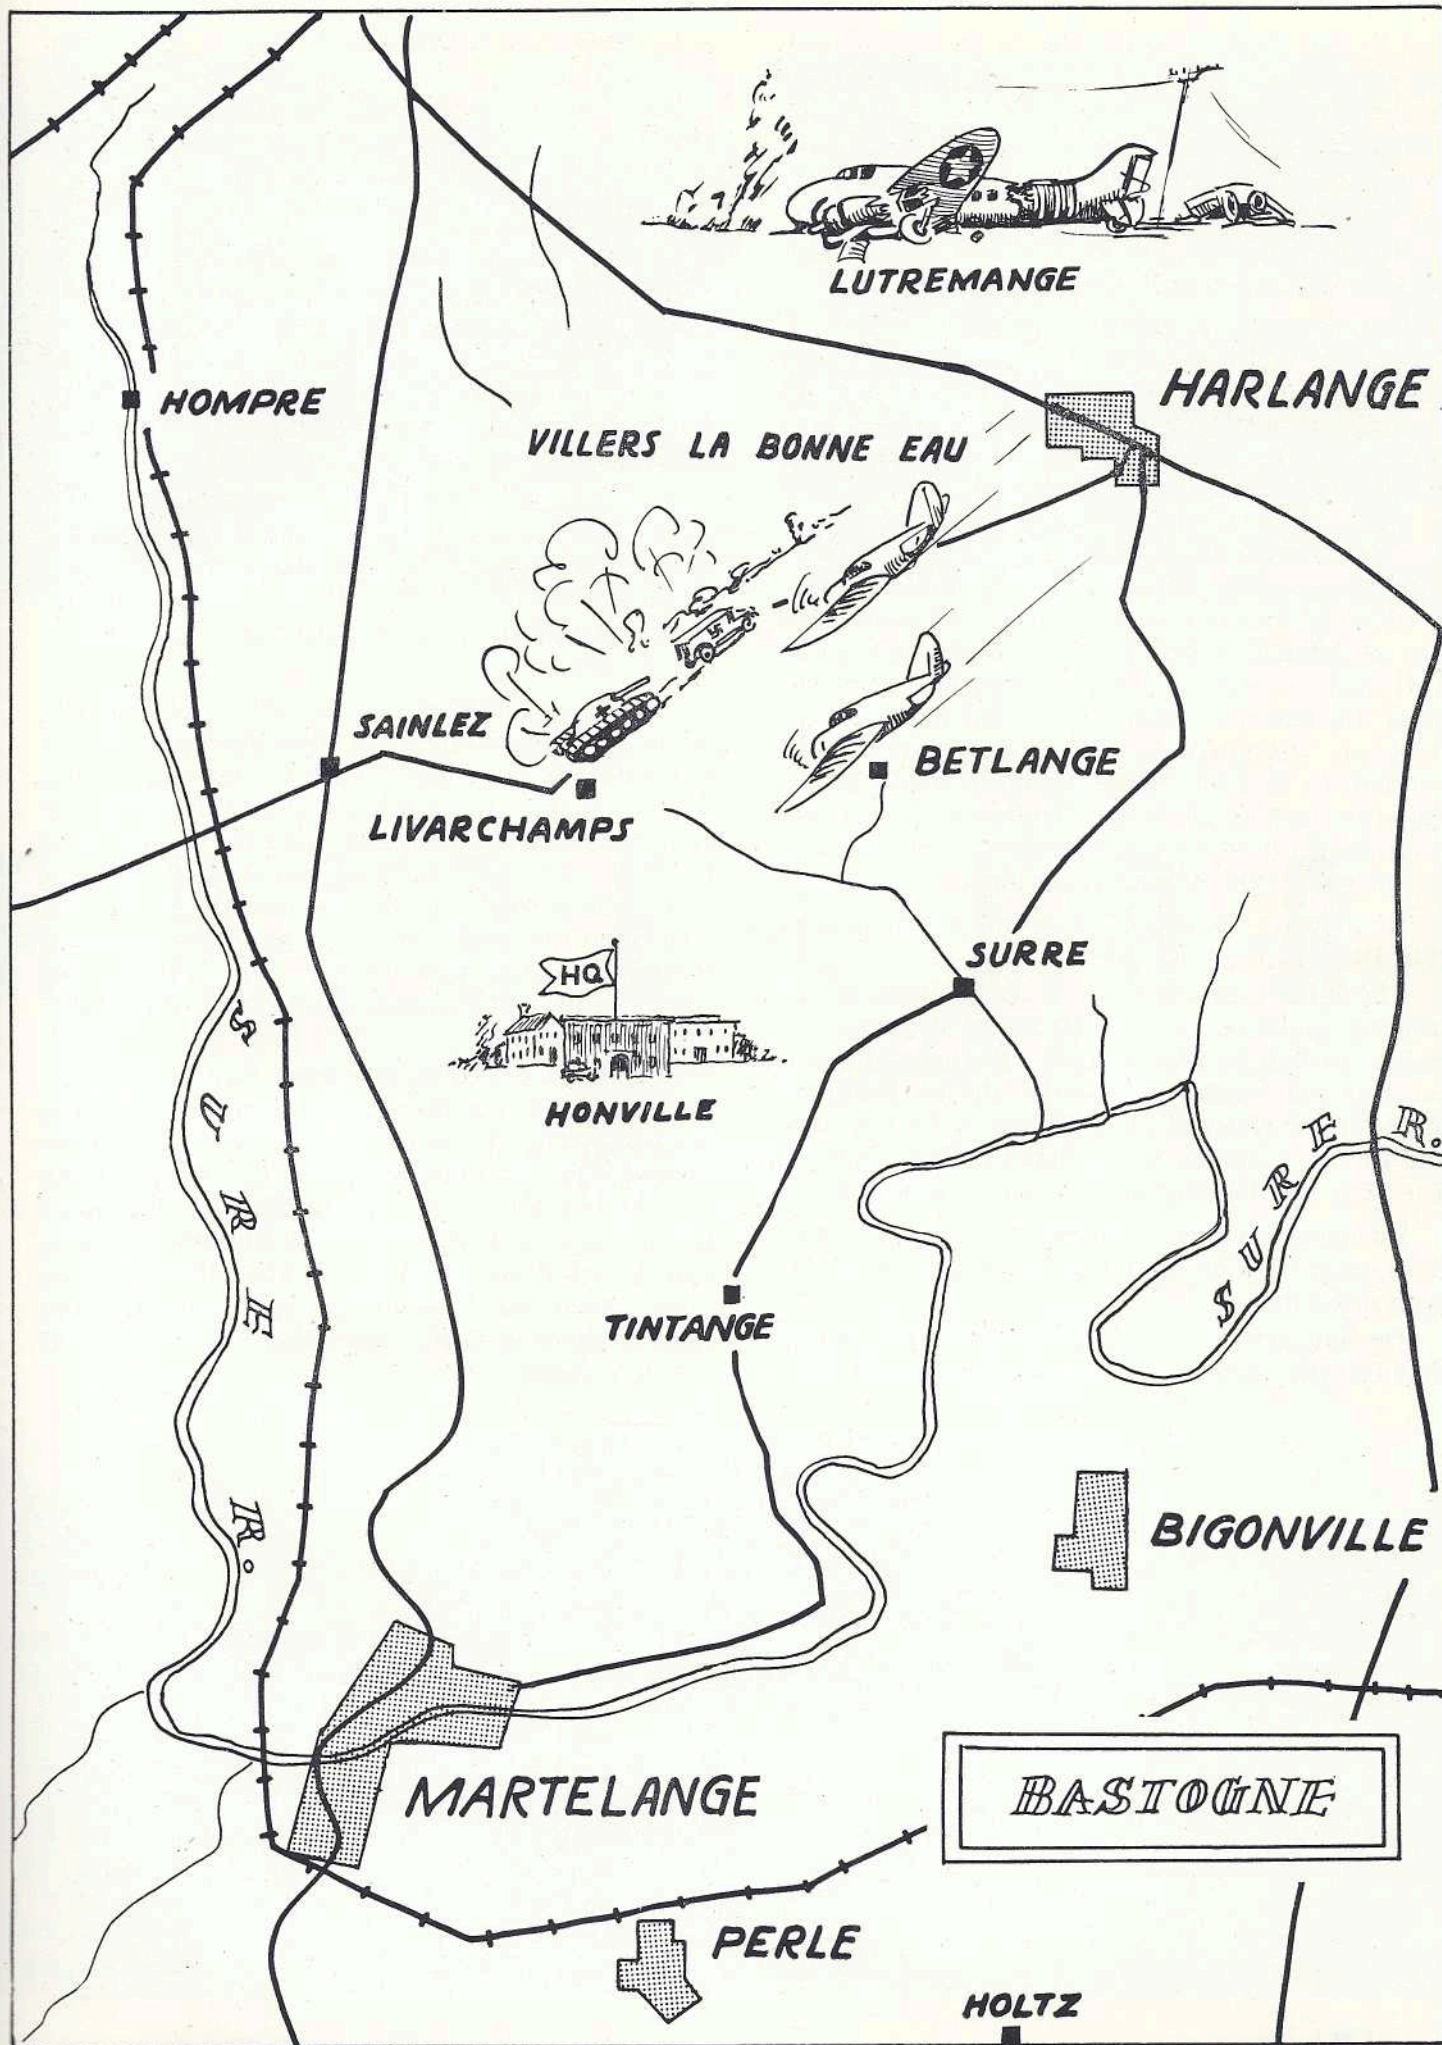 LUTREMANGE
HARLANGE
HOMPRE
VILLERS LA BONNE EAU
SAINLEZ
BETLANGE
LIVARCHAMPS
SURRE
HQ
HONVILLE
SURE R.
SURE R.
TINTANGE
BIGONVILLE
MARTELANGE
BASTOGNE
PERLE
HOLTZ